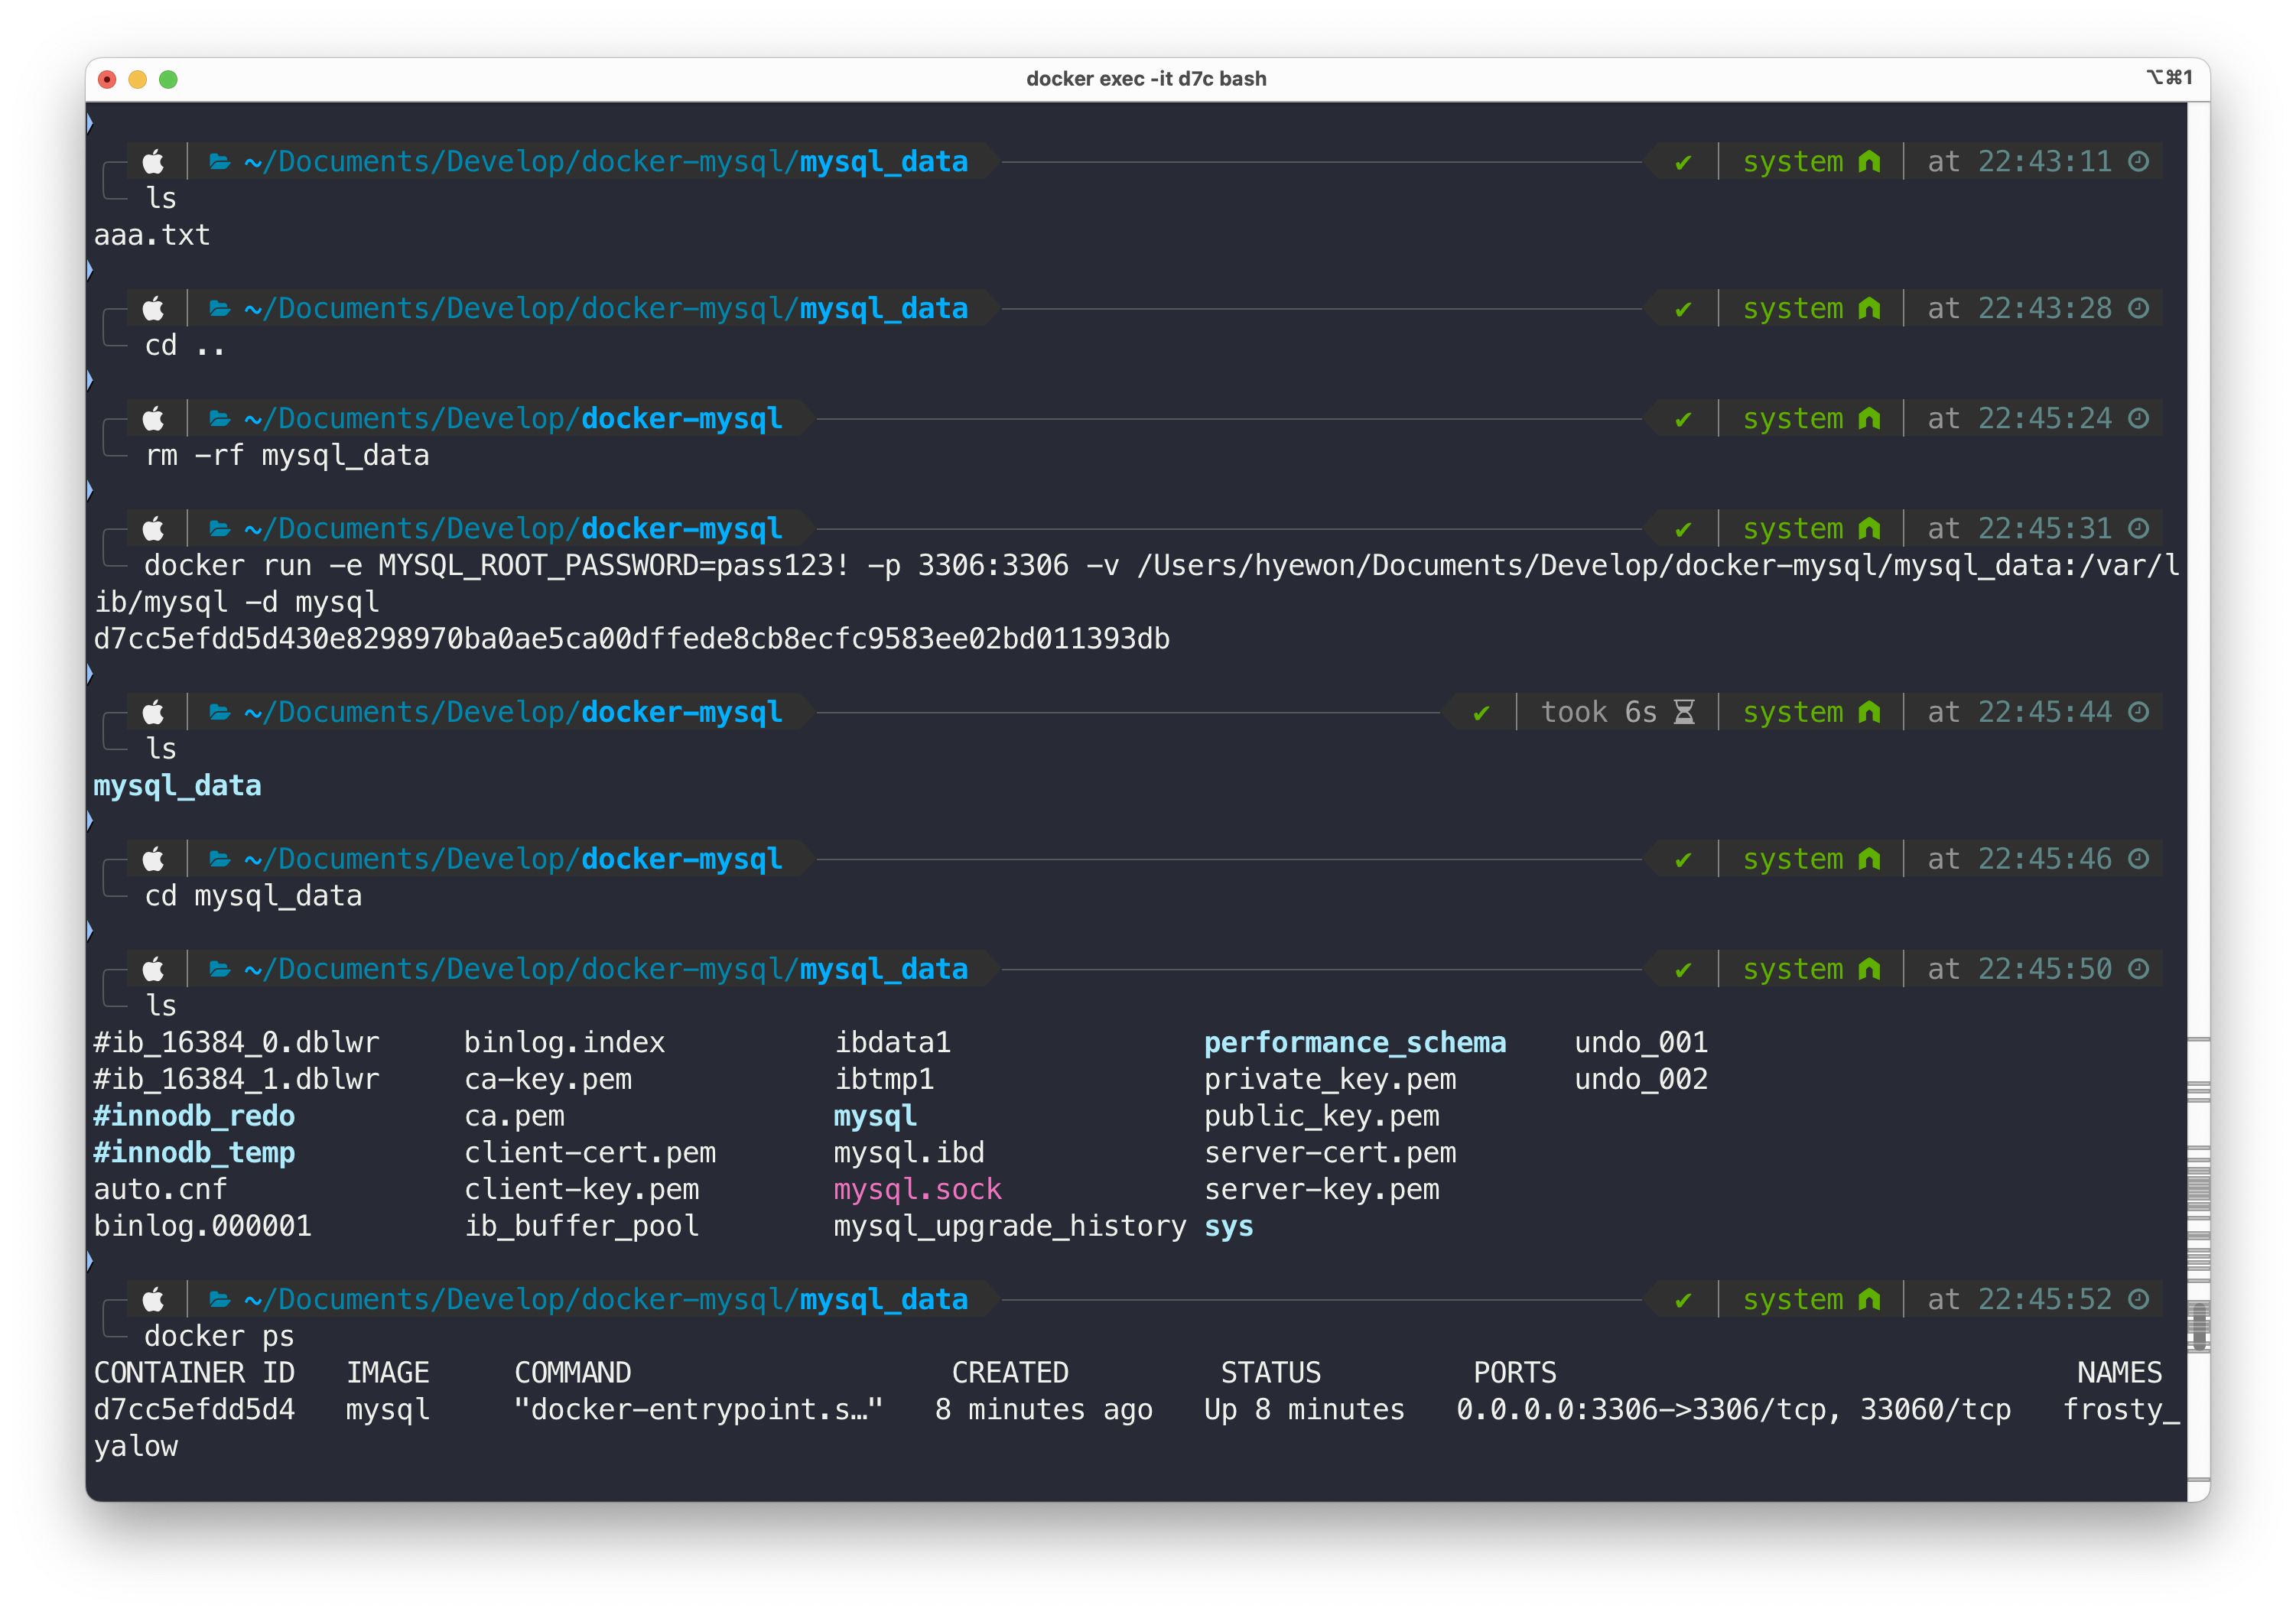 docker exec -it d7c bash
⌥⌘1
~/Documents/Develop/docker-mysql/mysql_data ✔ system at 22:43:11
ls
aaa.txt
~/Documents/Develop/docker-mysql/mysql_data ✔ system at 22:43:28
cd ..
~/Documents/Develop/docker-mysql ✔ system at 22:45:24
rm -rf mysql_data
~/Documents/Develop/docker-mysql ✔ system at 22:45:31
docker run -e MYSQL_ROOT_PASSWORD=pass123! -p 3306:3306 -v /Users/hyewon/Documents/Develop/docker-mysql/mysql_data:/var/l
ib/mysql -d mysql
d7cc5efdd5d430e8298970ba0ae5ca00dffede8cb8ecfc9583ee02bd011393db
~/Documents/Develop/docker-mysql ✔ took 6s system at 22:45:44
ls
mysql_data
~/Documents/Develop/docker-mysql ✔ system at 22:45:46
cd mysql_data
~/Documents/Develop/docker-mysql/mysql_data ✔ system at 22:45:50
ls
#ib_16384_0.dblwr binlog.index ibdata1 performance_schema undo_001
#ib_16384_1.dblwr ca-key.pem ibtmp1 private_key.pem undo_002
#innodb_redo ca.pem mysql public_key.pem
#innodb_temp client-cert.pem mysql.ibd server-cert.pem
auto.cnf client-key.pem mysql.sock server-key.pem
binlog.000001 ib_buffer_pool mysql_upgrade_history sys
~/Documents/Develop/docker-mysql/mysql_data ✔ system at 22:45:52
docker ps
CONTAINER ID IMAGE COMMAND CREATED STATUS PORTS NAMES
d7cc5efdd5d4 mysql "docker-entrypoint.s…" 8 minutes ago Up 8 minutes 0.0.0.0:3306->3306/tcp, 33060/tcp frosty_
yalow